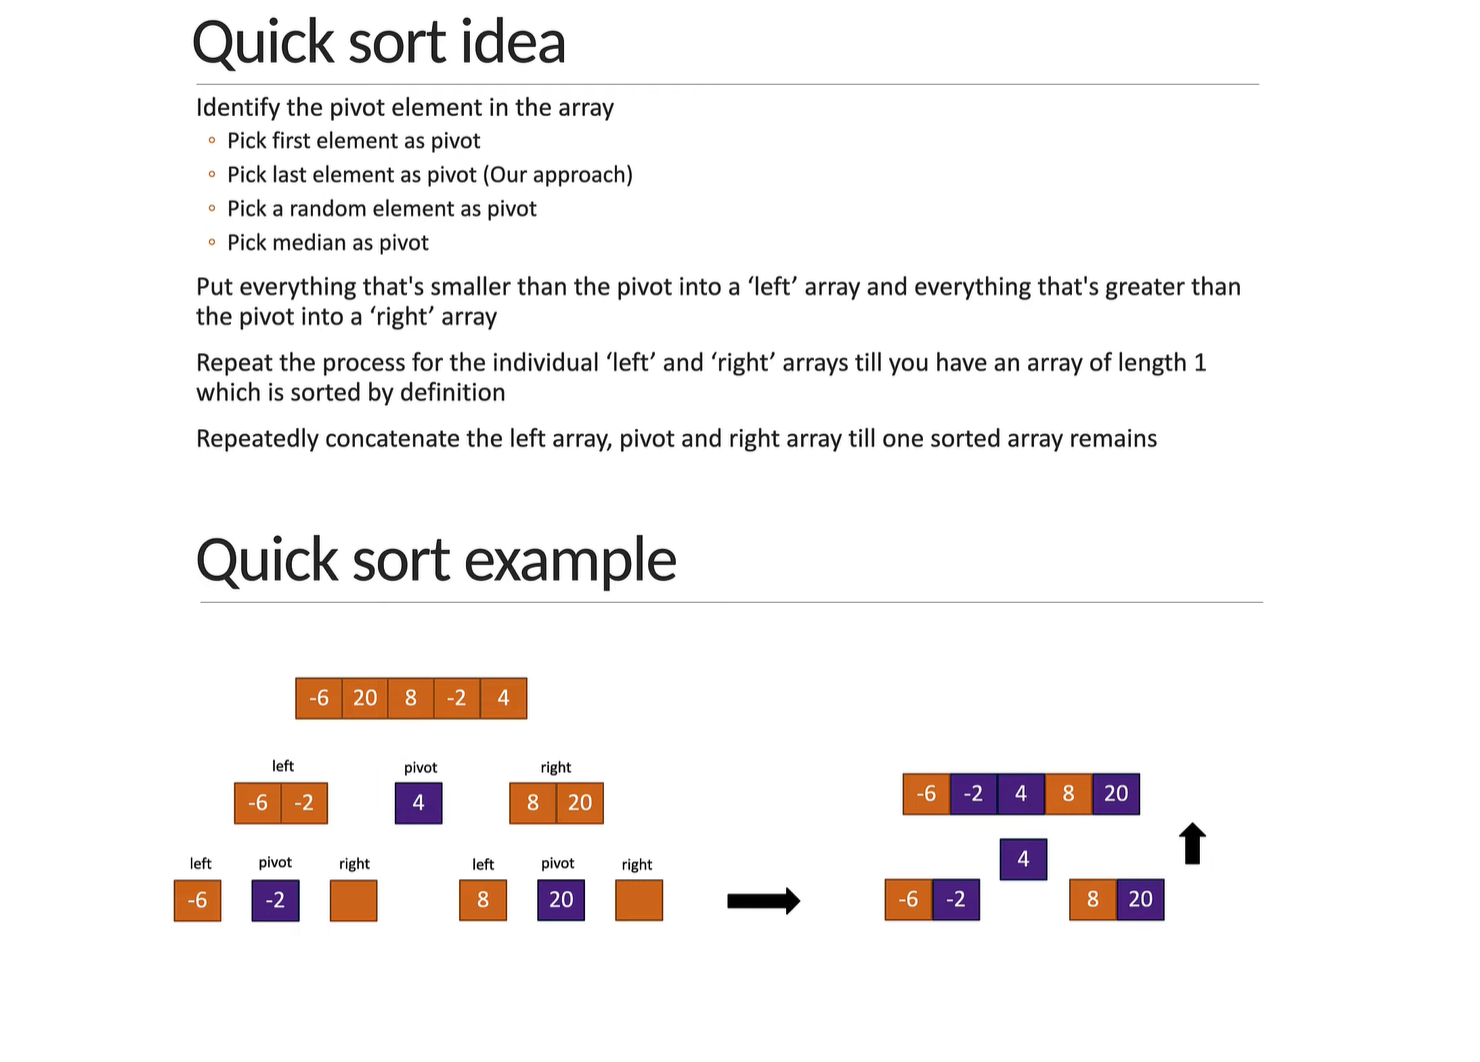 Quick sort idea
Identify the pivot element in the array
Pick first element as pivot
Pick last element as pivot (Our approach)
Pick a random element as pivot
Pick median as pivot
Put everything that's smaller than the pivot into a ‘left’ array and everything that's greater than
the pivot into a ‘right’ array
Repeat the process for the individual ‘left’ and ‘right’ arrays till you have an array of length 1
which is sorted by definition
Repeatedly concatenate the left array, pivot and right array till one sorted array remains
Quick sort example
-6 20 8 -2 4
left pivot right
-6 -2 4 8 20
left pivot right left pivot right
-6 -2 8 20
-6 -2 4 8 20
4
-6 -2 8 20